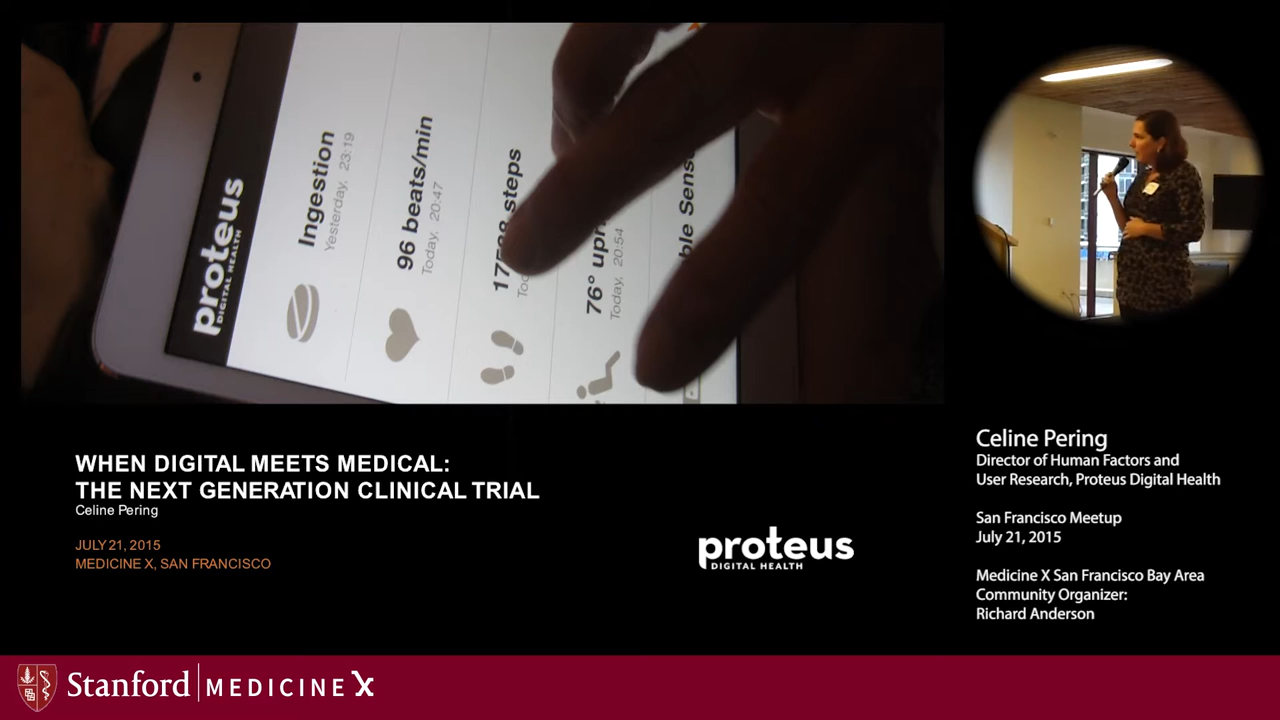 proteus
DIGITAL HEALTH
Ingestion
Yesterday, 23:19
96 beats/min
Today, 20:47
steps
76°
Today, 20:54
WHEN DIGITAL MEETS MEDICAL:
THE NEXT GENERATION CLINICAL TRIAL
Celine Pering
JULY 21, 2015
MEDICINE X, SAN FRANCISCO
proteus
DIGITAL HEALTH
Celine Pering
Director of Human Factors and
User Research, Proteus Digital Health
San Francisco Meetup
July 21, 2015
Medicine X San Francisco Bay Area
Community Organizer:
Richard Anderson
Stanford MEDICINE X